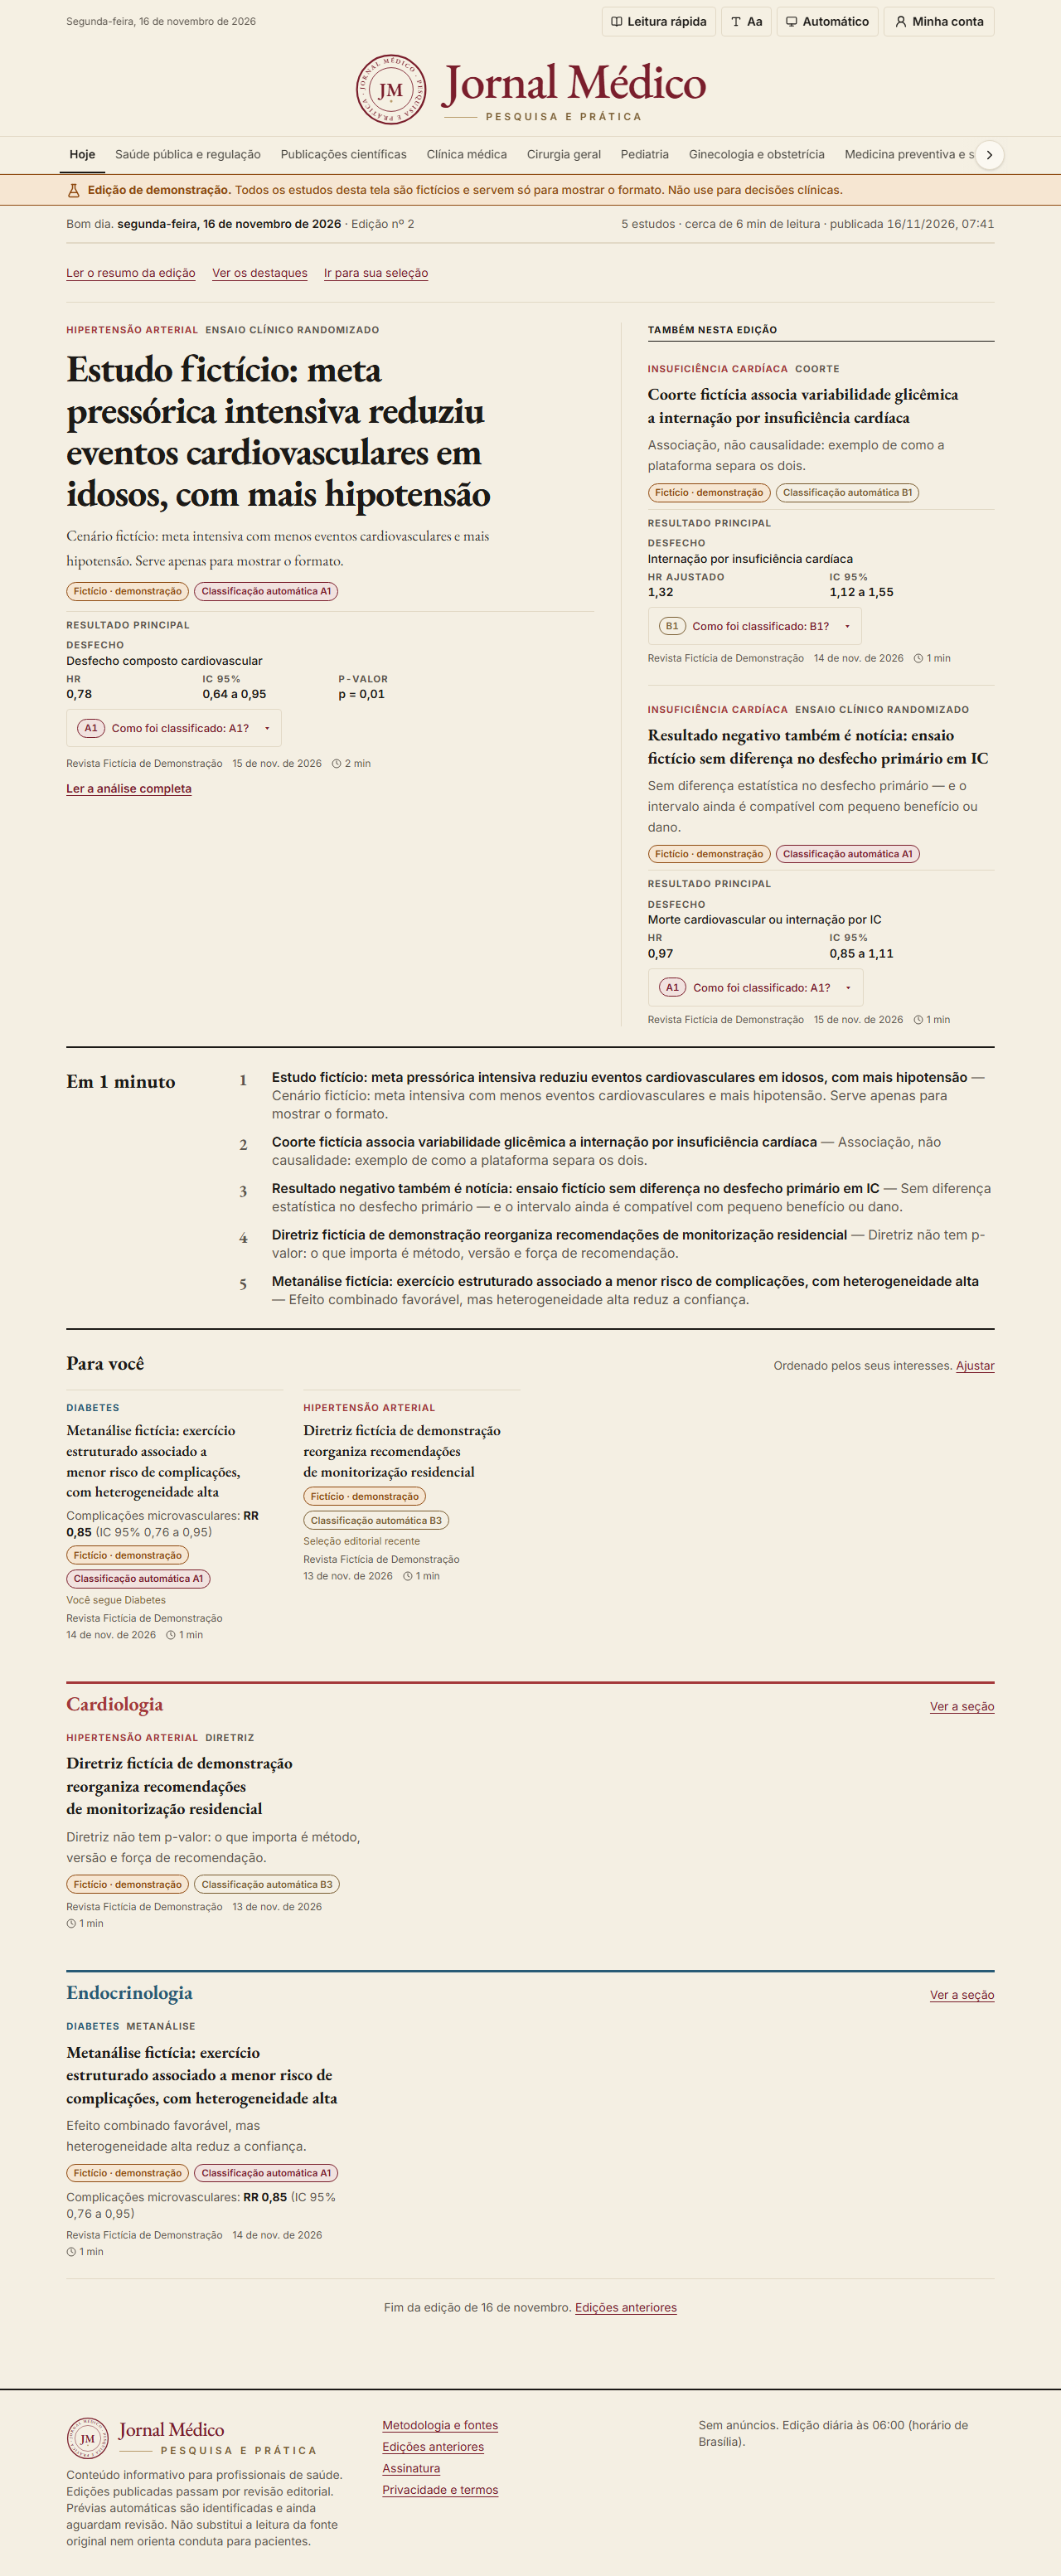 Segunda-feira, 16 de novembro de 2026
Leitura rápida
Aa
Automático
Minha conta
JORNAL MÉDICO · PESQUISA E PRÁTICA ·
JM
Jornal Médico
PESQUISA E PRÁTICA
Hoje
Saúde pública e regulação
Publicações científicas
Clínica médica
Cirurgia geral
Pediatria
Ginecologia e obstetrícia
Medicina preventiva e s
Edição de demonstração. Todos os estudos desta tela são fictícios e servem só para mostrar o formato. Não use para decisões clínicas.
Bom dia. segunda-feira, 16 de novembro de 2026 · Edição nº 2
5 estudos · cerca de 6 min de leitura · publicada 16/11/2026, 07:41
Ler o resumo da edição
Ver os destaques
Ir para sua seleção
HIPERTENSÃO ARTERIAL ENSAIO CLÍNICO RANDOMIZADO
Estudo fictício: meta
pressórica intensiva reduziu
eventos cardiovasculares em
idosos, com mais hipotensão
Cenário fictício: meta intensiva com menos eventos cardiovasculares e mais
hipotensão. Serve apenas para mostrar o formato.
Fictício · demonstração
Classificação automática A1
RESULTADO PRINCIPAL
DESFECHO
Desfecho composto cardiovascular
HR
IC 95%
P-VALOR
0,78
0,64 a 0,95
p = 0,01
A1 Como foi classificado: A1?
Revista Fictícia de Demonstração 15 de nov. de 2026 2 min
Ler a análise completa
TAMBÉM NESTA EDIÇÃO
INSUFICIÊNCIA CARDÍACA COORTE
Coorte fictícia associa variabilidade glicêmica
a internação por insuficiência cardíaca
Associação, não causalidade: exemplo de como a
plataforma separa os dois.
Fictício · demonstração
Classificação automática B1
RESULTADO PRINCIPAL
DESFECHO
Internação por insuficiência cardíaca
HR AJUSTADO
IC 95%
1,32
1,12 a 1,55
B1 Como foi classificado: B1?
Revista Fictícia de Demonstração 14 de nov. de 2026 1 min
INSUFICIÊNCIA CARDÍACA ENSAIO CLÍNICO RANDOMIZADO
Resultado negativo também é notícia: ensaio
fictício sem diferença no desfecho primário em IC
Sem diferença estatística no desfecho primário — e o
intervalo ainda é compatível com pequeno benefício ou
dano.
Fictício · demonstração
Classificação automática A1
RESULTADO PRINCIPAL
DESFECHO
Morte cardiovascular ou internação por IC
HR
IC 95%
0,97
0,85 a 1,11
A1 Como foi classificado: A1?
Revista Fictícia de Demonstração 15 de nov. de 2026 1 min
Em 1 minuto
1 Estudo fictício: meta pressórica intensiva reduziu eventos cardiovasculares em idosos, com mais hipotensão —
Cenário fictício: meta intensiva com menos eventos cardiovasculares e mais hipotensão. Serve apenas para
mostrar o formato.
2 Coorte fictícia associa variabilidade glicêmica a internação por insuficiência cardíaca — Associação, não
causalidade: exemplo de como a plataforma separa os dois.
3 Resultado negativo também é notícia: ensaio fictício sem diferença no desfecho primário em IC — Sem diferença
estatística no desfecho primário — e o intervalo ainda é compatível com pequeno benefício ou dano.
4 Diretriz fictícia de demonstração reorganiza recomendações de monitorização residencial — Diretriz não tem p-
valor: o que importa é método, versão e força de recomendação.
5 Metanálise fictícia: exercício estruturado associado a menor risco de complicações, com heterogeneidade alta
— Efeito combinado favorável, mas heterogeneidade alta reduz a confiança.
Para você
Ordenado pelos seus interesses. Ajustar
DIABETES
Metanálise fictícia: exercício
estruturado associado a
menor risco de complicações,
com heterogeneidade alta
Complicações microvasculares: RR
0,85 (IC 95% 0,76 a 0,95)
Fictício · demonstração
Classificação automática A1
Você segue Diabetes
Revista Fictícia de Demonstração
14 de nov. de 2026 1 min
HIPERTENSÃO ARTERIAL
Diretriz fictícia de demonstração
reorganiza recomendações
de monitorização residencial
Fictício · demonstração
Classificação automática B3
Seleção editorial recente
Revista Fictícia de Demonstração
13 de nov. de 2026 1 min
Cardiologia
Ver a seção
HIPERTENSÃO ARTERIAL DIRETRIZ
Diretriz fictícia de demonstração
reorganiza recomendações
de monitorização residencial
Diretriz não tem p-valor: o que importa é método,
versão e força de recomendação.
Fictício · demonstração
Classificação automática B3
Revista Fictícia de Demonstração 13 de nov. de 2026
1 min
Endocrinologia
Ver a seção
DIABETES METANÁLISE
Metanálise fictícia: exercício
estruturado associado a menor risco de
complicações, com heterogeneidade alta
Efeito combinado favorável, mas
heterogeneidade alta reduz a confiança.
Fictício · demonstração
Classificação automática A1
Complicações microvasculares: RR 0,85 (IC 95%
0,76 a 0,95)
Revista Fictícia de Demonstração 14 de nov. de 2026
1 min
Fim da edição de 16 de novembro. Edições anteriores
JM
Jornal Médico
PESQUISA E PRÁTICA
Conteúdo informativo para profissionais de saúde.
Edições publicadas passam por revisão editorial.
Prévias automáticas são identificadas e ainda
aguardam revisão. Não substitui a leitura da fonte
original nem orienta conduta para pacientes.
Metodologia e fontes
Edições anteriores
Assinatura
Privacidade e termos
Sem anúncios. Edição diária às 06:00 (horário de
Brasília).